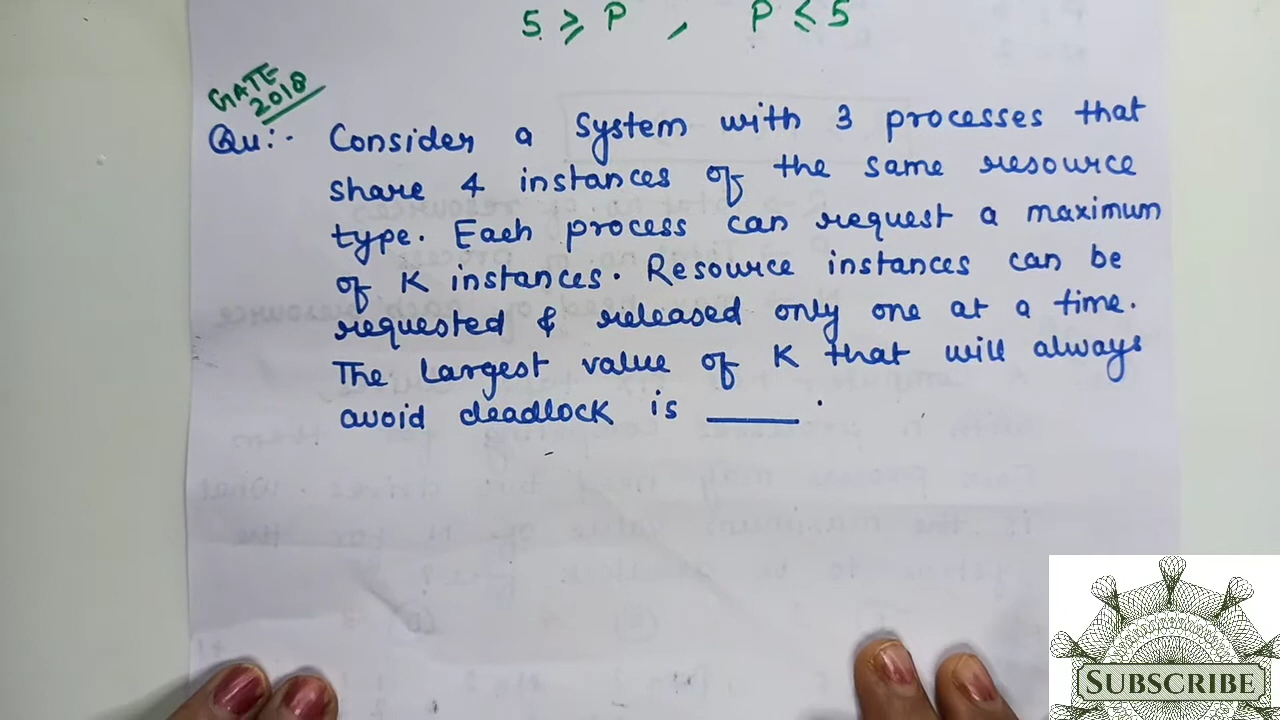 5 ⩾ P , P ⩽ 5
GATE
2018
Qu:- Consider a system with 3 processes that
share 4 instances of the same resource
type. Each process can request a maximum
of K instances. Resource instances can be
requested & released only one at a time.
The largest value of K that will always
avoid deadlock is ______.
SUBSCRIBE